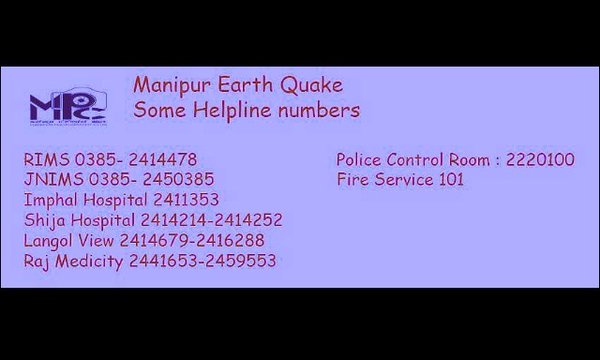 MPC
Manipur Earth Quake
Some Helpline numbers
RIMS 0385- 2414478
JNIMS 0385- 2450385
Imphal Hospital 2411353
Shija Hospital 2414214-2414252
Langol View 2414679-2416288
Raj Medicity 2441653-2459553
Police Control Room : 2220100
Fire Service 101